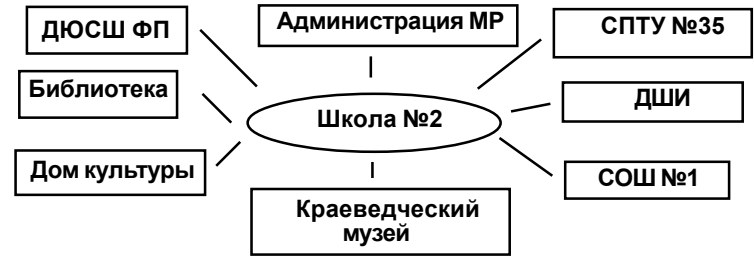 ДЮСШ ФП
Администрация МР
СПТУ №35
Библиотека
Школа №2
ДШИ
Дом культуры
СОШ №1
Краеведческий
музей